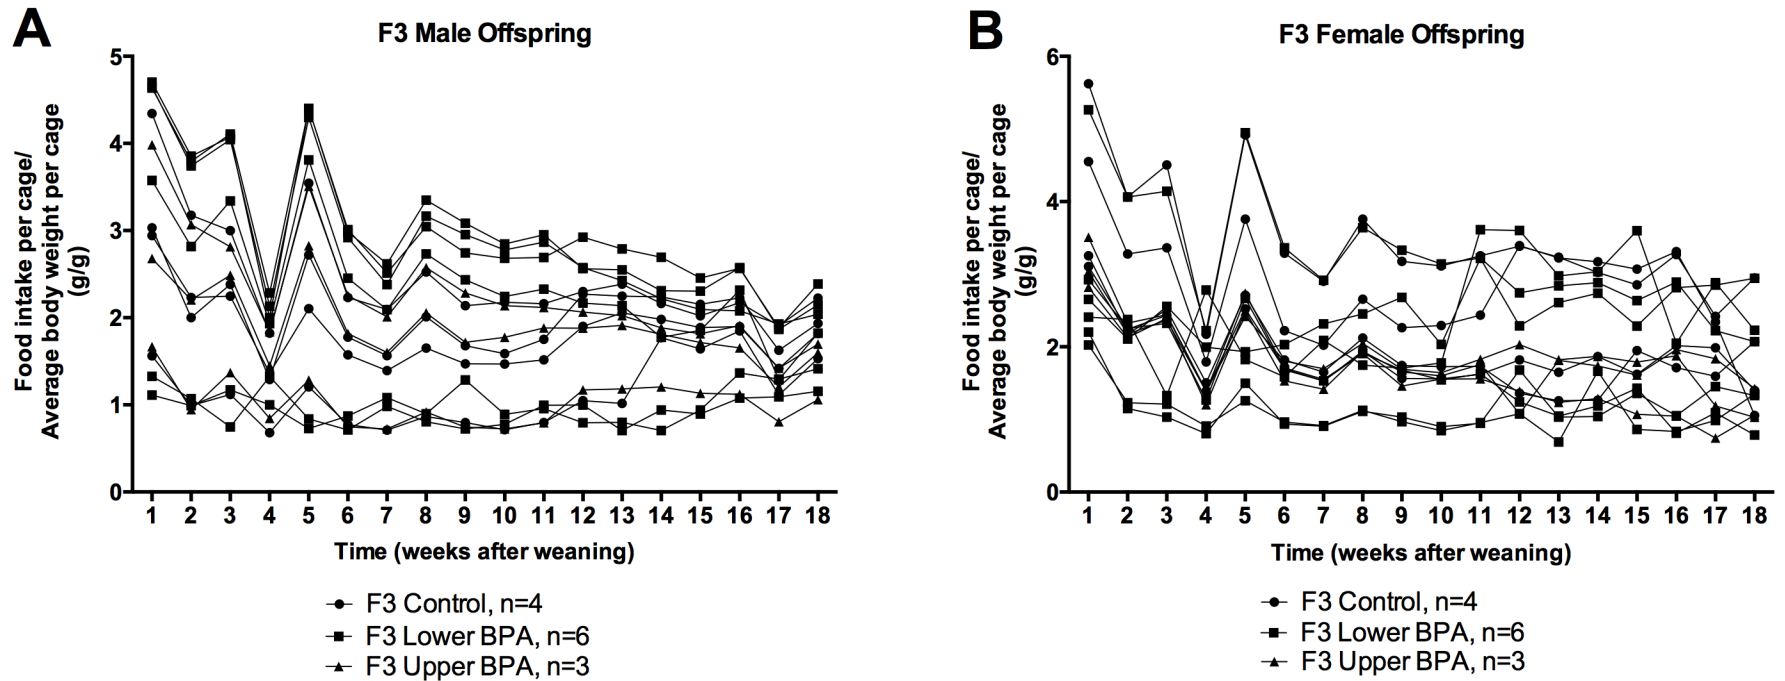 A
F3 Male Offspring
Food intake per cage/
Average body weight per cage
(g/g)
5
4
3
2
1
0
1 2 3 4 5 6 7 8 9 10 11 12 13 14 15 16 17 18
Time (weeks after weaning)
F3 Control, n=4
F3 Lower BPA, n=6
F3 Upper BPA, n=3
B
F3 Female Offspring
Food intake per cage/
Average body weight per cage
(g/g)
6
4
2
0
1 2 3 4 5 6 7 8 9 10 11 12 13 14 15 16 17 18
Time (weeks after weaning)
F3 Control, n=4
F3 Lower BPA, n=6
F3 Upper BPA, n=3